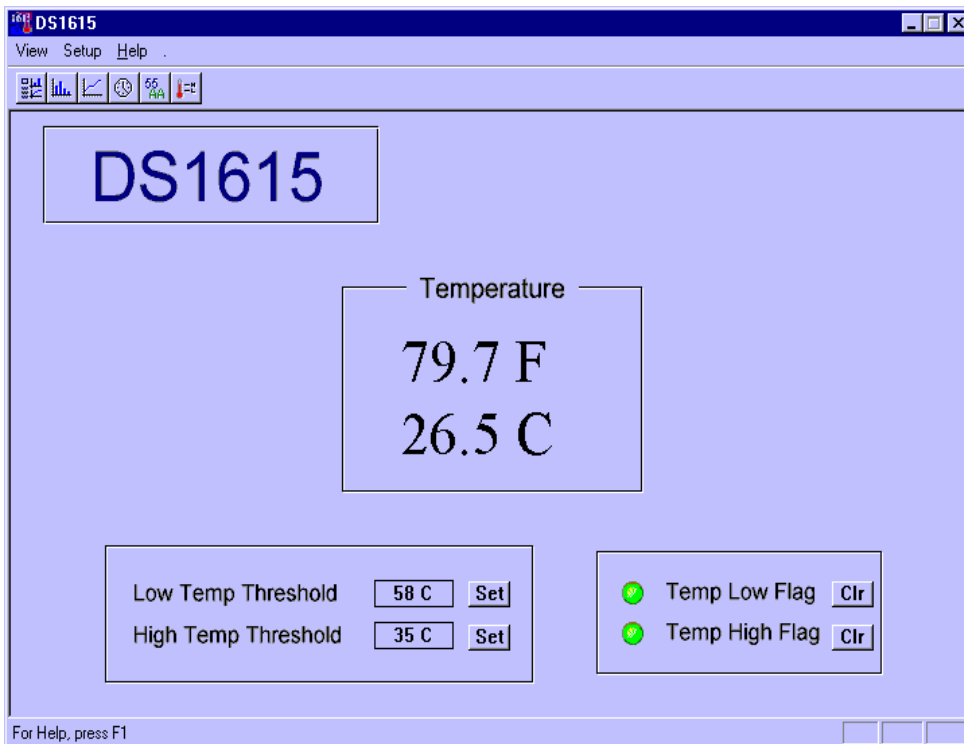 DS1615
View Setup Help .
DS1615
Temperature
79.7 F
26.5 C
Low Temp Threshold 58 C Set
High Temp Threshold 35 C Set
Temp Low Flag Clr
Temp High Flag Clr
For Help, press F1